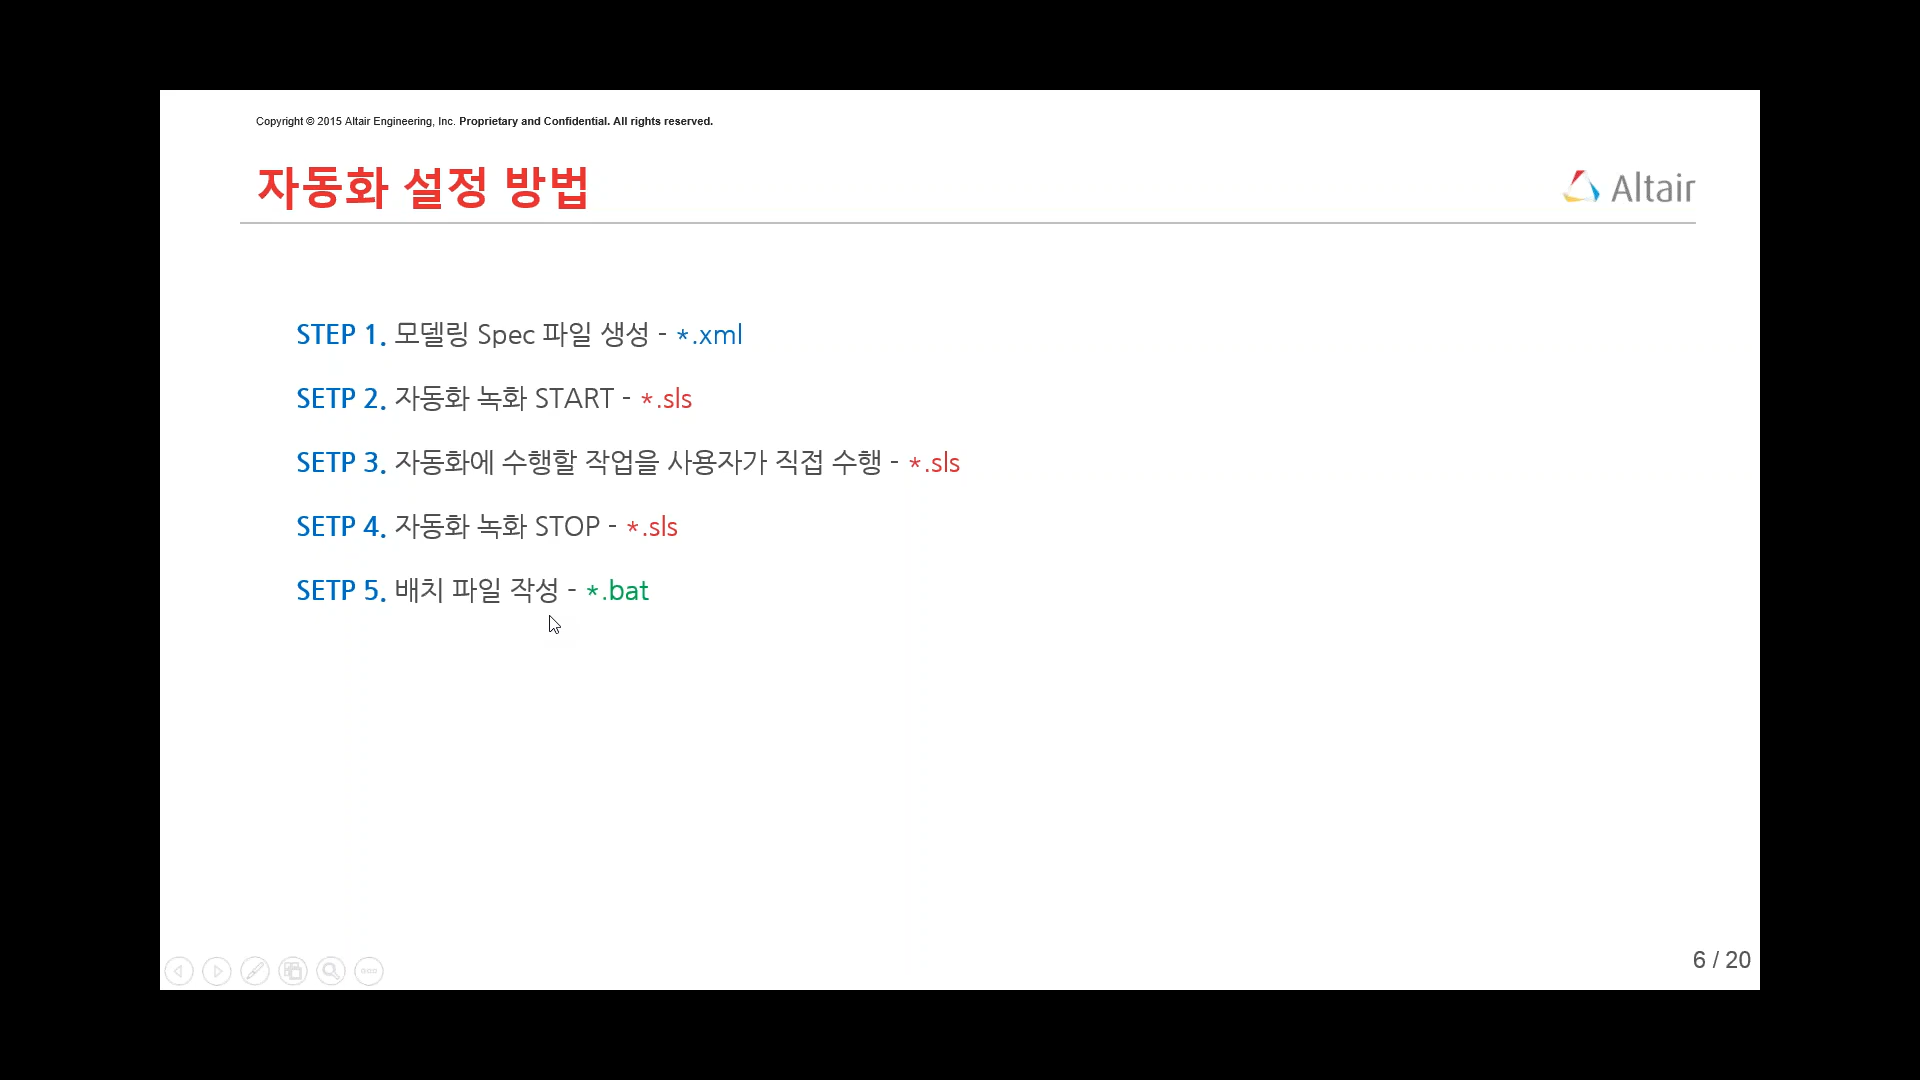 Copyright © 2015 Altair Engineering, Inc. Proprietary and Confidential. All rights reserved.
자동화 설정 방법
Altair
STEP 1. 모델링 Spec 파일 생성 - *.xml
SETP 2. 자동화 녹화 START - *.sls
SETP 3. 자동화에 수행할 작업을 사용자가 직접 수행 - *.sls
SETP 4. 자동화 녹화 STOP - *.sls
SETP 5. 배치 파일 작성 - *.bat
6 / 20